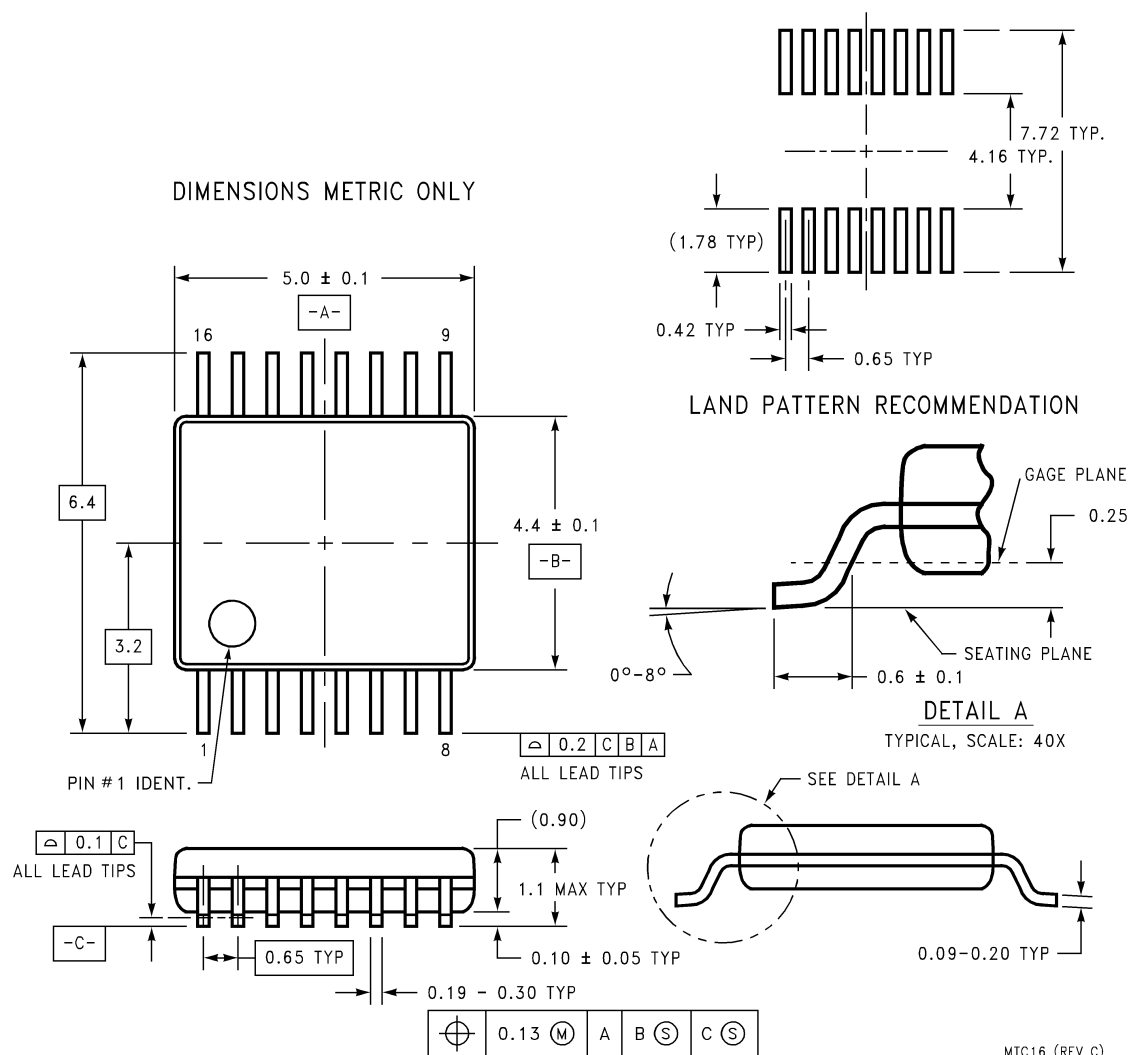 7.72 TYP.
4.16 TYP.
DIMENSIONS METRIC ONLY
(1.78 TYP)
5.0 ± 0.1
-A-
0.42 TYP
16
9
0.65 TYP
LAND PATTERN RECOMMENDATION
GAGE PLANE
6.4
0.25
4.4 ± 0.1
-B-
3.2
SEATING PLANE
0°-8°
0.6 ± 0.1
DETAIL A
TYPICAL, SCALE: 40X
1
8
⌓ 0.2 C B A
ALL LEAD TIPS
PIN #1 IDENT.
SEE DETAIL A
(0.90)
⌓ 0.1 C
ALL LEAD TIPS
1.1 MAX TYP
-C-
0.65 TYP
0.10 ± 0.05 TYP
0.09-0.20 TYP
0.19 - 0.30 TYP
⌖ 0.13 Ⓜ A B Ⓢ C Ⓢ
MTC16 (REV C)